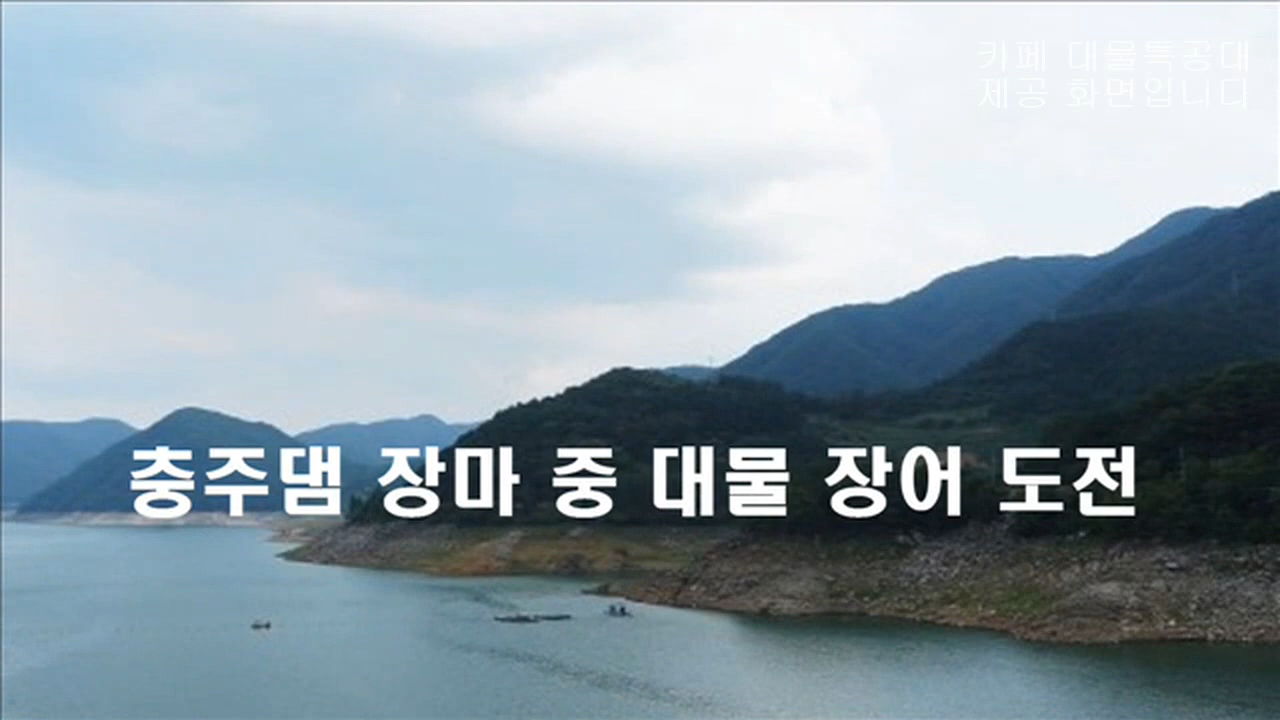 카페 대물특공대
제공 화면입니다
충주댐 장마 중 대물 장어 도전